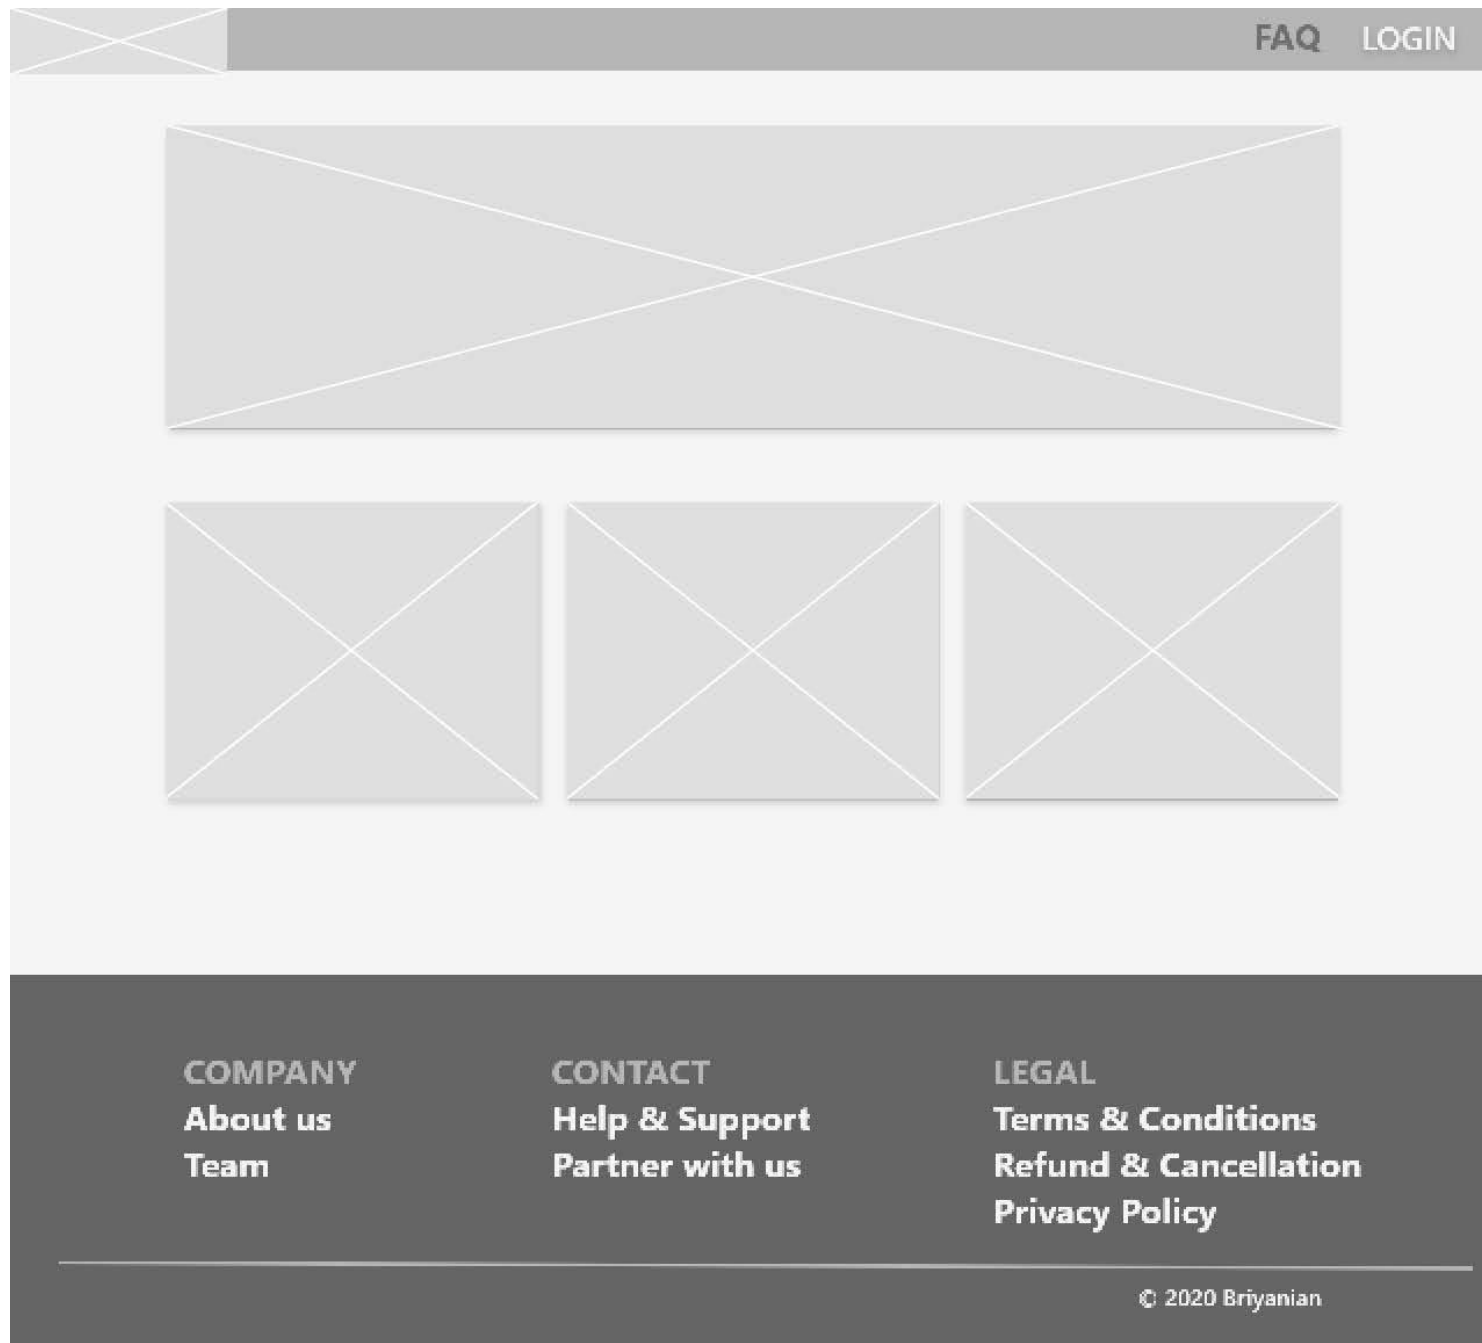 FAQ LOGIN
COMPANY
About us
Team
CONTACT
Help & Support
Partner with us
LEGAL
Terms & Conditions
Refund & Cancellation
Privacy Policy
© 2020 Briyanian